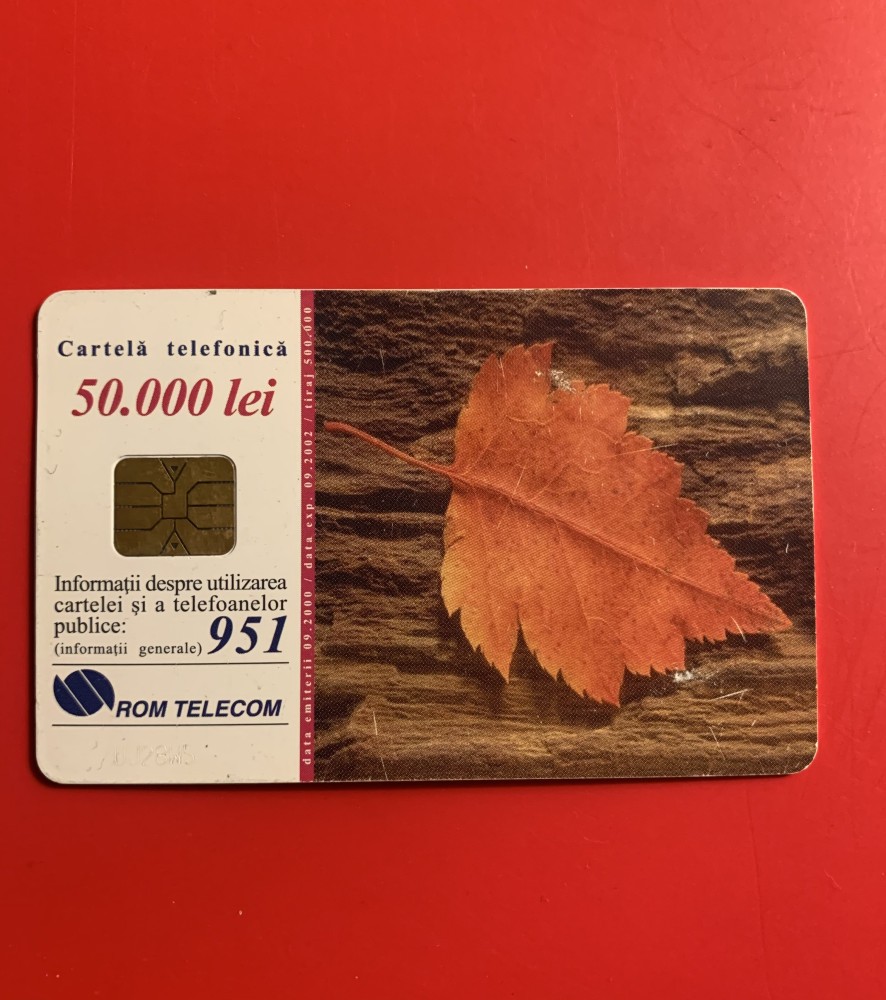 Cartelă telefonică
50.000 lei
Informații despre utilizarea
cartelei și a telefoanelor
publice:
(informații generale) 951
ROM TELECOM
data emiterii 09.2000 / data exp. 09.2002 / tiraj 500.000